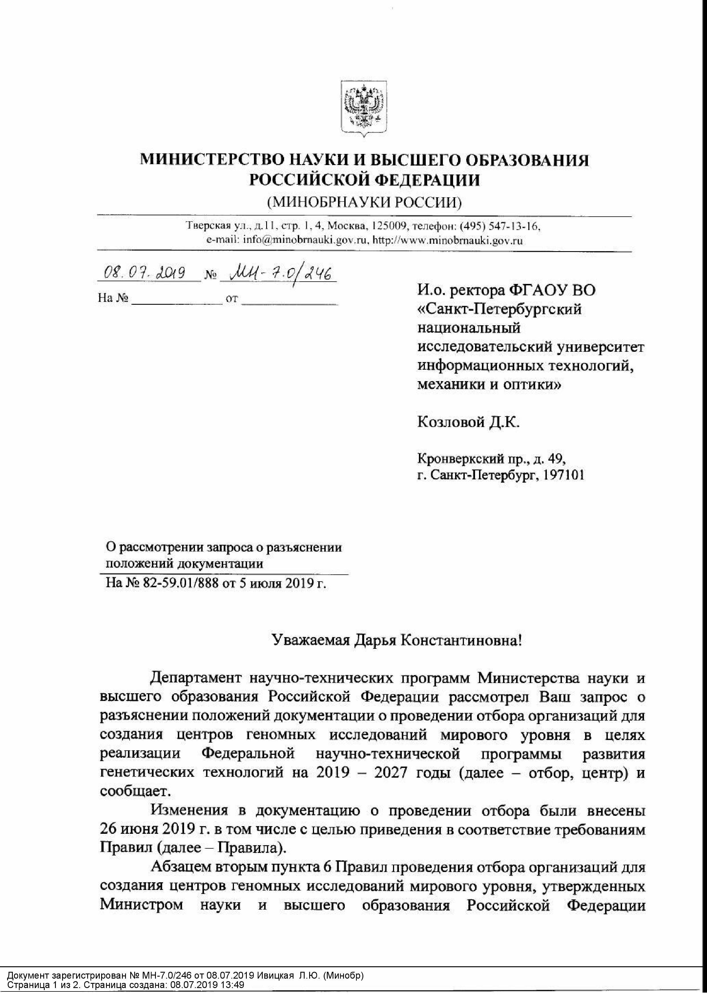 МИНИСТЕРСТВО НАУКИ И ВЫСШЕГО ОБРАЗОВАНИЯ
РОССИЙСКОЙ ФЕДЕРАЦИИ
(МИНОБРНАУКИ РОССИИ)
Тверская ул., д.11, стр. 1, 4, Москва, 125009, телефон: (495) 547-13-16,
e-mail: info@minobrnauki.gov.ru, http://www.minobrnauki.gov.ru
08.07.2019 № МН-7.0/246
На № ____________ от ____________
И.о. ректора ФГАОУ ВО
«Санкт-Петербургский
национальный
исследовательский университет
информационных технологий,
механики и оптики»
Козловой Д.К.
Кронверкский пр., д. 49,
г. Санкт-Петербург, 197101
О рассмотрении запроса о разъяснении
положений документации
На № 82-59.01/888 от 5 июля 2019 г.
Уважаемая Дарья Константиновна!
Департамент научно-технических программ Министерства науки и
высшего образования Российской Федерации рассмотрел Ваш запрос о
разъяснении положений документации о проведении отбора организаций для
создания центров геномных исследований мирового уровня в целях
реализации Федеральной научно-технической программы развития
генетических технологий на 2019 – 2027 годы (далее – отбор, центр) и
сообщает.
Изменения в документацию о проведении отбора были внесены
26 июня 2019 г. в том числе с целью приведения в соответствие требованиям
Правил (далее – Правила).
Абзацем вторым пункта 6 Правил проведения отбора организаций для
создания центров геномных исследований мирового уровня, утвержденных
Министром науки и высшего образования Российской Федерации
Документ зарегистрирован № МН-7.0/246 от 08.07.2019 Ивицкая Л.Ю. (Минобр)
Страница 1 из 2. Страница создана: 08.07.2019 13:49